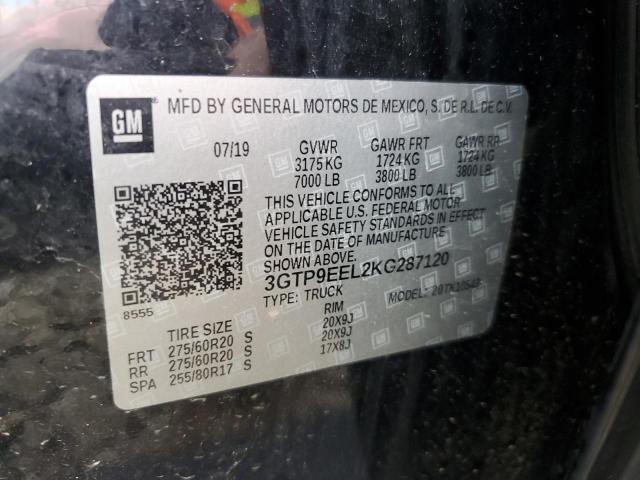 GM MFD BY GENERAL MOTORS DE MEXICO, S. DE R.L. DE C.V.
07/19 GVWR GAWR FRT GAWR RR
3175 KG 1724 KG 1724 KG
7000 LB 3800 LB 3800 LB
THIS VEHICLE CONFORMS TO ALL
APPLICABLE U.S. FEDERAL MOTOR
VEHICLE SAFETY STANDARDS IN EFFECT
ON THE DATE OF MANUFACTURE
SHOWN ABOVE.
3GTP9EEL2KG287120
8555 TYPE: TRUCK MODEL:
TIRE SIZE RIM
FRT 275/60R20 S 20X9J
RR 275/60R20 S 20X9J
SPA 255/80R17 S 17X8J